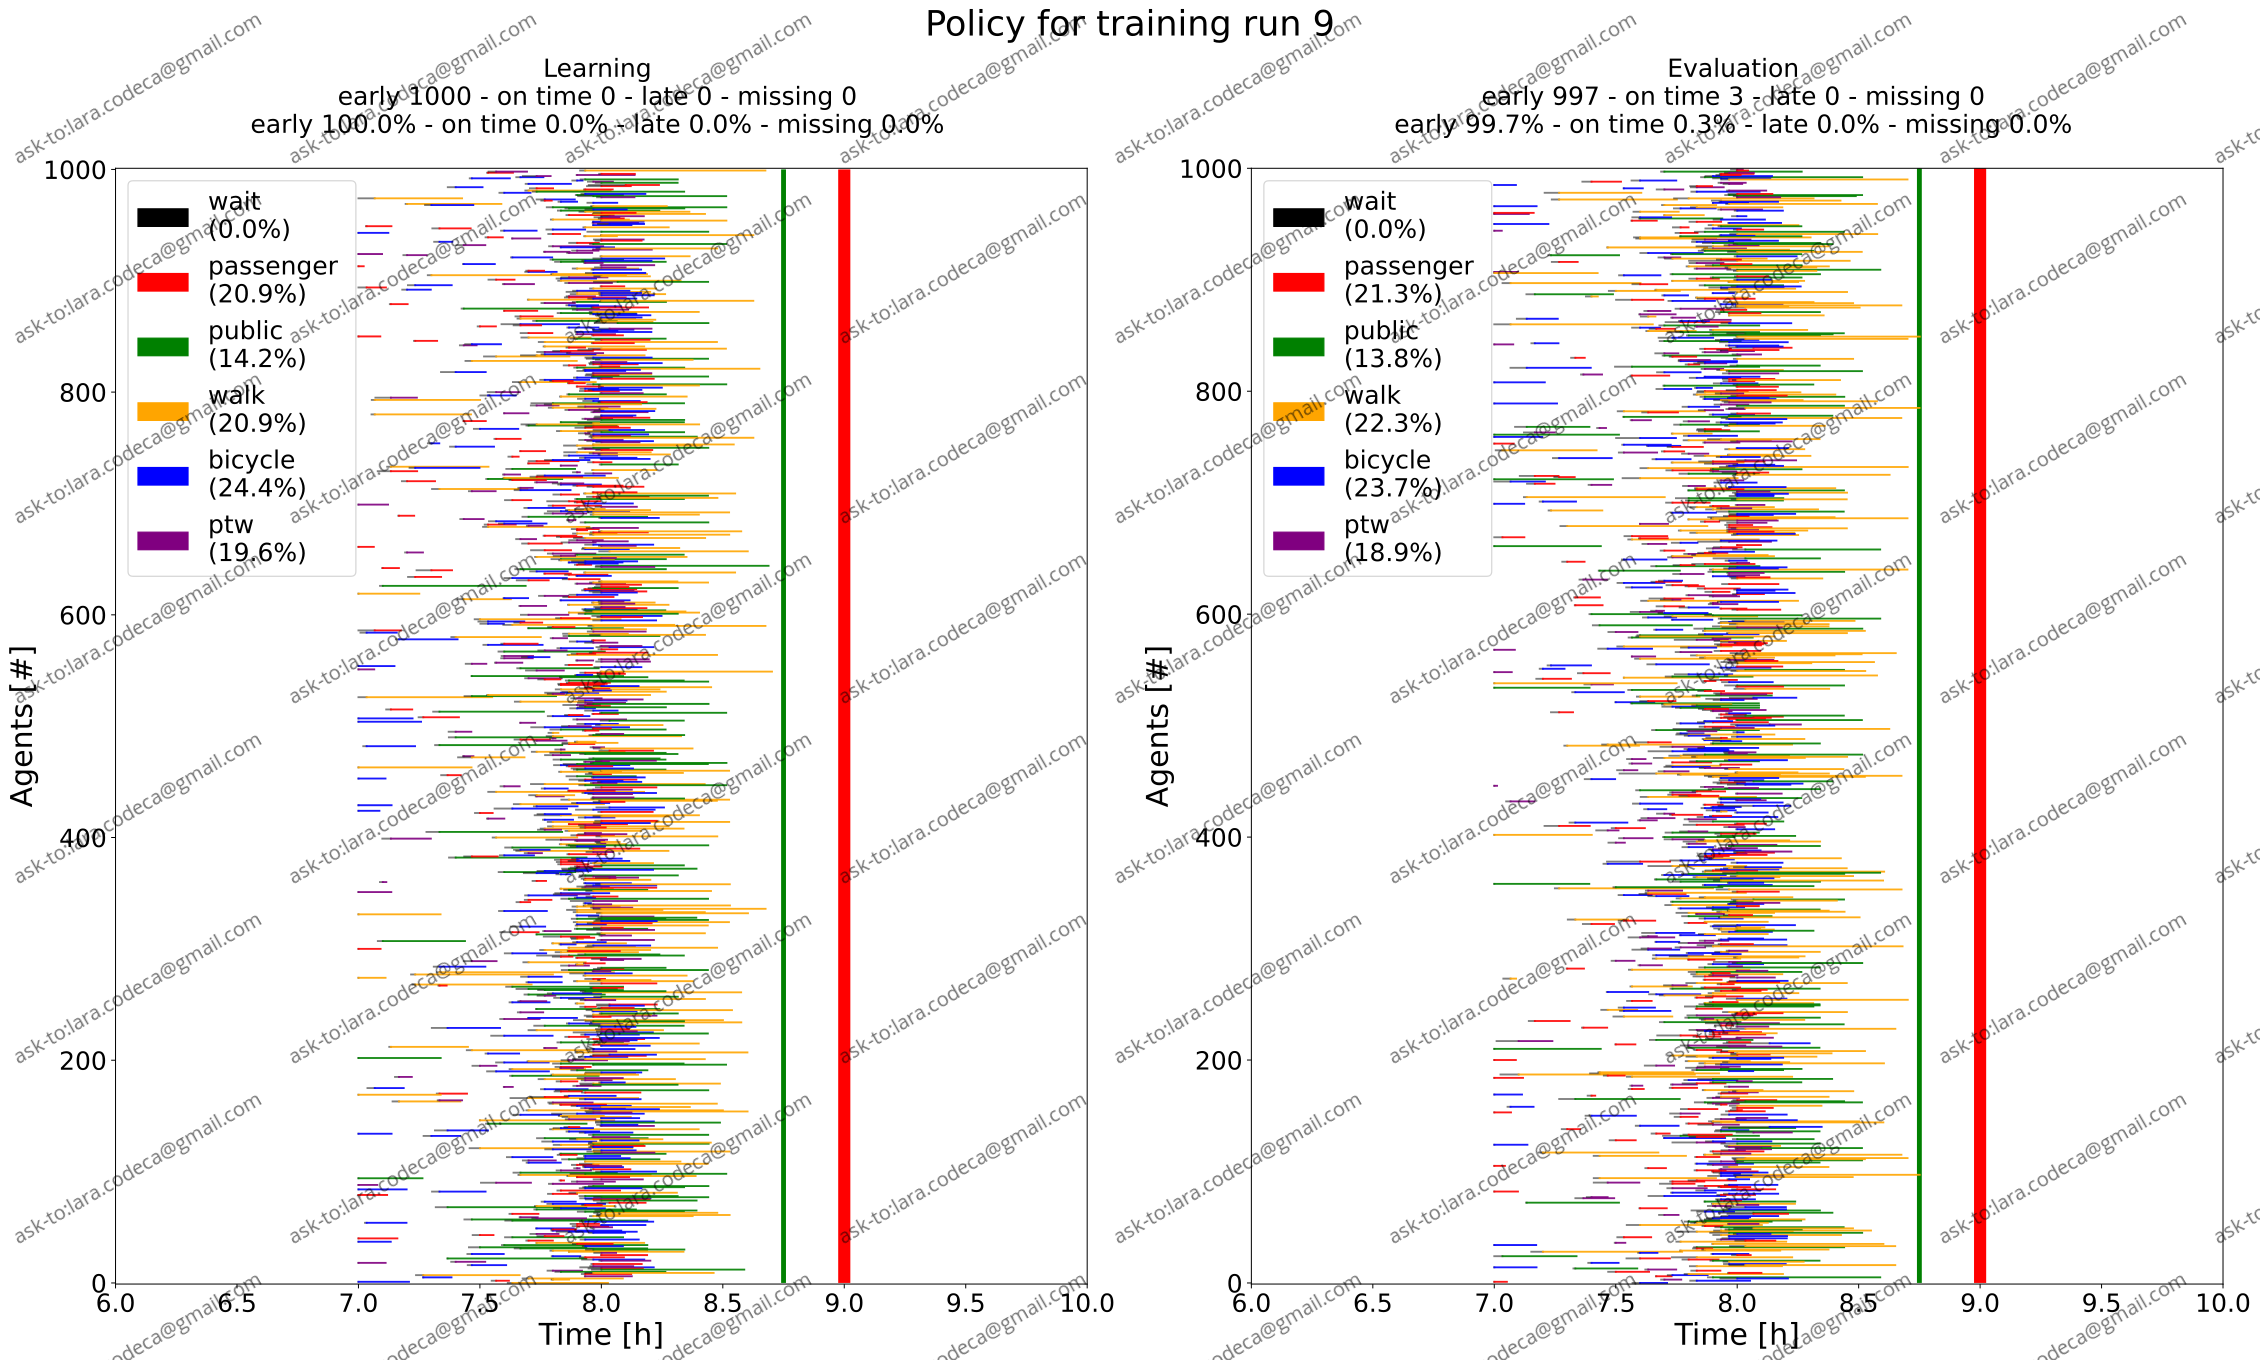 Policy for training run 9
Learning
early 1000 - on time 0 - late 0 - missing 0
early 100.0% - on time 0.0% - late 0.0% - missing 0.0%
1000
800
600
400
200
0
Agents [#]
wait
(0.0%)
passenger
(20.9%)
public
(14.2%)
walk
(20.9%)
bicycle
(24.4%)
ptw
(19.6%)
6.0 6.5 7.0 7.5 8.0 8.5 9.0 9.5 10.0
Time [h]
Evaluation
early 997 - on time 3 - late 0 - missing 0
early 99.7% - on time 0.3% - late 0.0% - missing 0.0%
1000
800
600
400
200
0
Agents [#]
wait
(0.0%)
passenger
(21.3%)
public
(13.8%)
walk
(22.3%)
bicycle
(23.7%)
ptw
(18.9%)
6.0 6.5 7.0 7.5 8.0 8.5 9.0 9.5 10.0
Time [h]
ask-to:lara.codeca@gmail.com